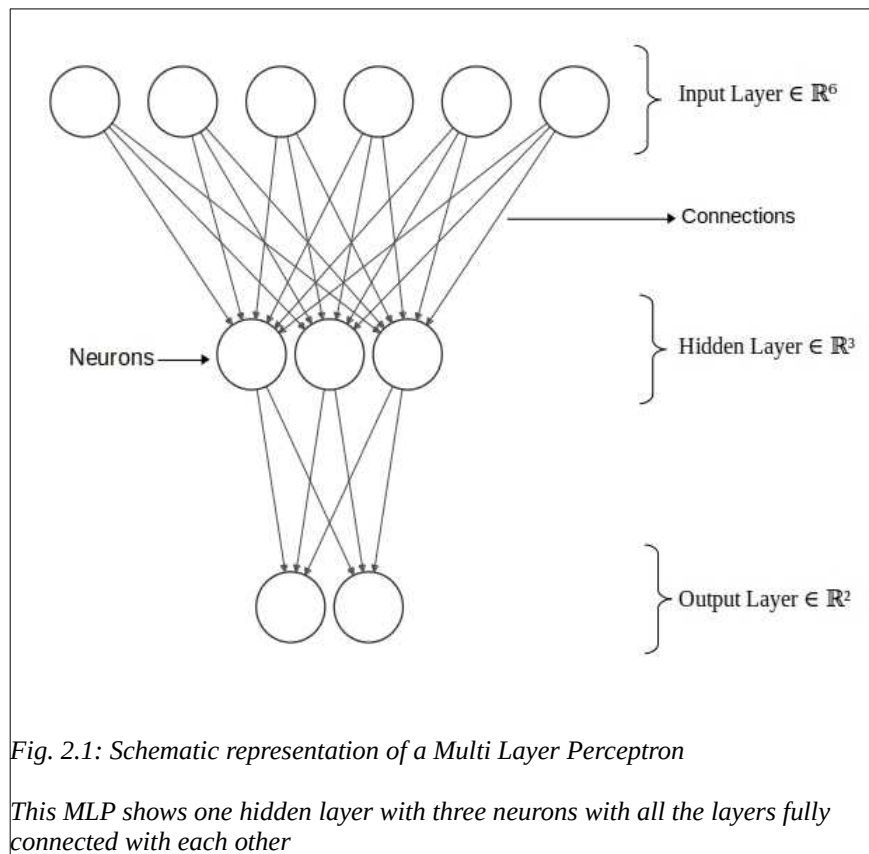 Input Layer ∈ ℝ⁶
Connections
Neurons
Hidden Layer ∈ ℝ³
Output Layer ∈ ℝ²
Fig. 2.1: Schematic representation of a Multi Layer Perceptron
This MLP shows one hidden layer with three neurons with all the layers fully
connected with each other